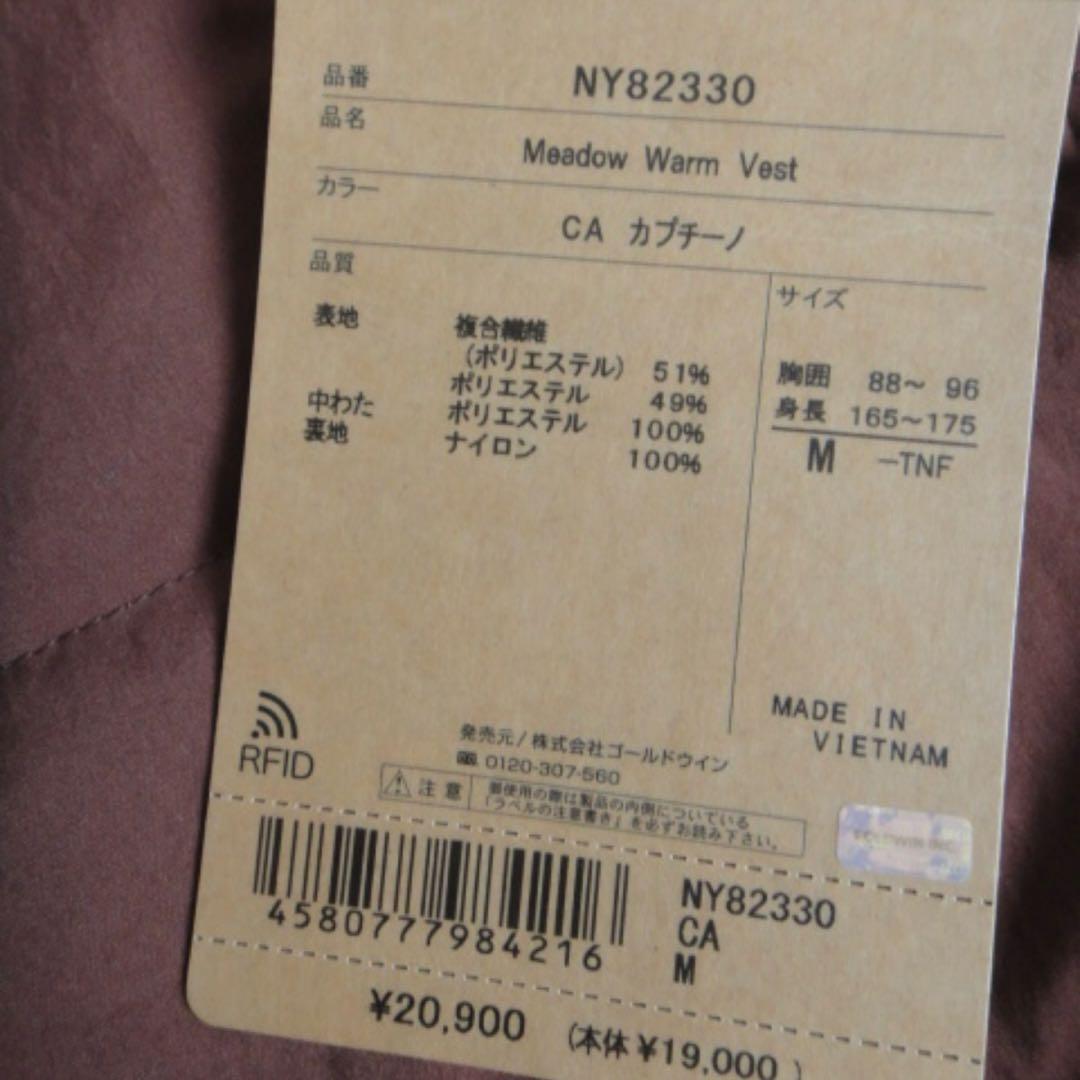 品番 NY82330
品名
Meadow Warm Vest
カラー
CA カプチーノ
品質
サイズ
表地 複合繊維
(ポリエステル) 51%
ポリエステル 49%
中わた ポリエステル 100%
裏地 ナイロン 100%
胸囲 88～ 96
身長 165～175
M -TNF
MADE IN
VIETNAM
RFID
発売元/株式会社ゴールドウイン
0120-307-560
注意
御使用の際は製品の内側についている
「ラベルの注意書き」を必ずお読み下さい。
4580777984216
NY82330
CA
M
¥20,900 (本体¥19,000)